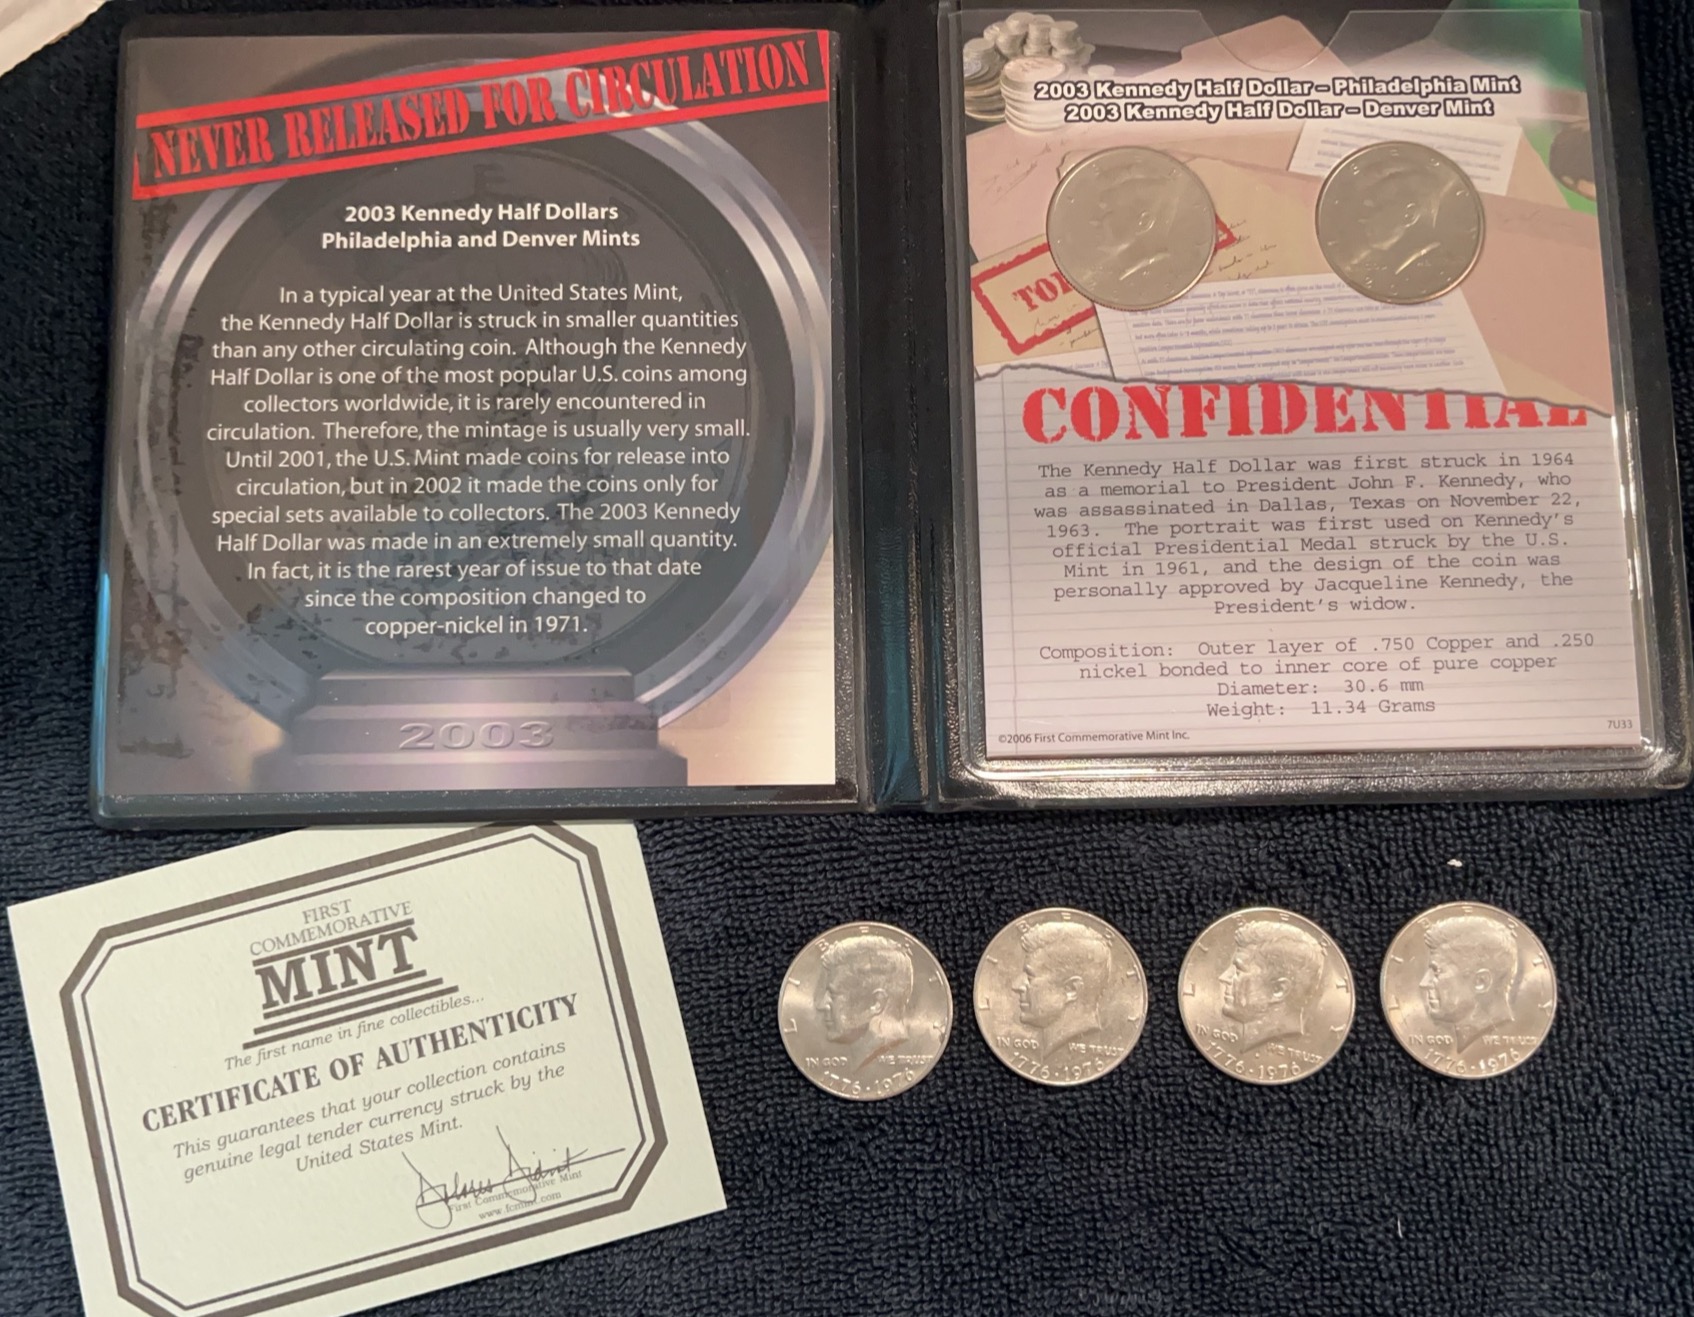 NEVER RELEASED FOR CIRCULATION
2003 Kennedy Half Dollars
Philadelphia and Denver Mints
In a typical year at the United States Mint,
the Kennedy Half Dollar is struck in smaller quantities
than any other circulating coin. Although the Kennedy
Half Dollar is one of the most popular U.S. coins among
collectors worldwide, it is rarely encountered in
circulation. Therefore, the mintage is usually very small.
Until 2001, the U.S. Mint made coins for release into
circulation, but in 2002 it made the coins only for
special sets available to collectors. The 2003 Kennedy
Half Dollar was made in an extremely small quantity.
In fact, it is the rarest year of issue to that date
since the composition changed to
copper-nickel in 1971.
2003
2003 Kennedy Half Dollar – Philadelphia Mint
2003 Kennedy Half Dollar – Denver Mint
TOP
CONFIDENTIAL
The Kennedy Half Dollar was first struck in 1964
as a memorial to President John F. Kennedy, who
was assassinated in Dallas, Texas on November 22,
1963. The portrait was first used on Kennedy's
official Presidential Medal struck by the U.S.
Mint in 1961, and the design of the coin was
personally approved by Jacqueline Kennedy, the
President's widow.
Composition: Outer layer of .750 Copper and .250
nickel bonded to inner core of pure copper
Diameter: 30.6 mm
Weight: 11.34 Grams
©2006 First Commemorative Mint Inc.
7U33
FIRST
COMMEMORATIVE
MINT
The first name in fine collectibles...
CERTIFICATE OF AUTHENTICITY
This guarantees that your collection contains
genuine legal tender currency struck by the
United States Mint.
First Commemorative Mint
www.fcmint.com
LIBERTY
IN GOD WE TRUST
1776·1976
LIBERTY
IN GOD WE TRUST
1776·1976
LIBERTY
IN GOD WE TRUST
1776·1976
LIBERTY
IN GOD WE TRUST
1776·1976